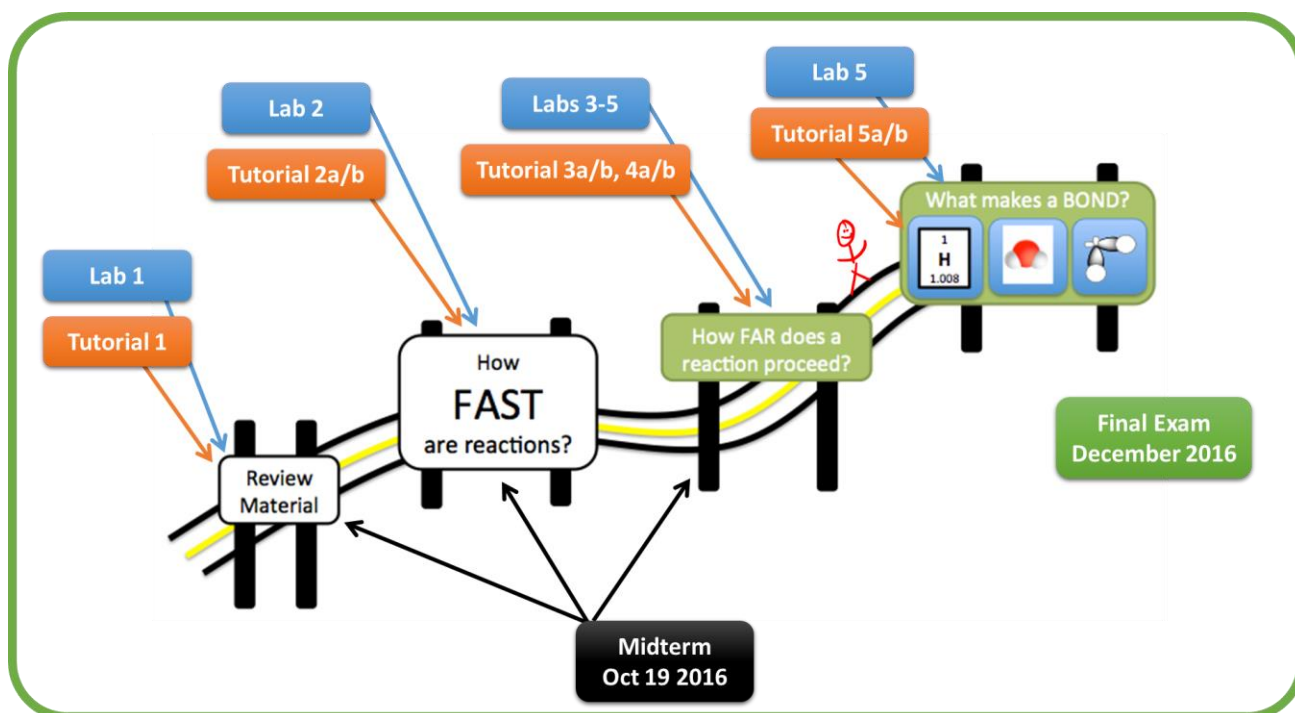 Lab 1
Tutorial 1
Review
Material
Lab 2
Tutorial 2a/b
How
FAST
are reactions?
Labs 3-5
Tutorial 3a/b, 4a/b
How FAR does a
reaction proceed?
Lab 5
Tutorial 5a/b
What makes a BOND?
1
H
1.008
Midterm
Oct 19 2016
Final Exam
December 2016